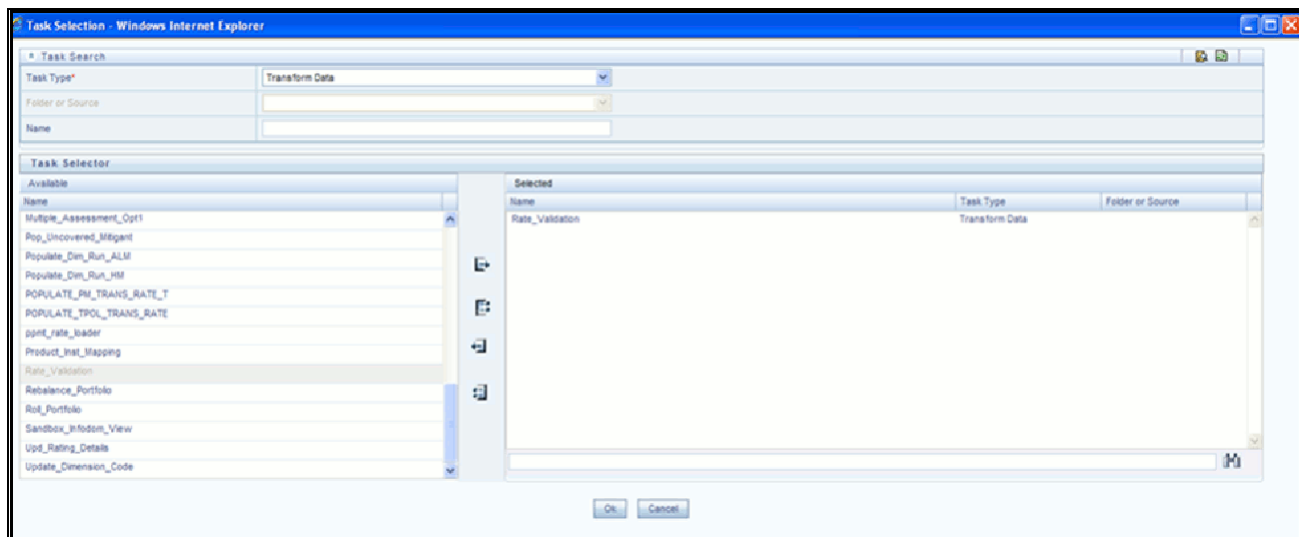 Task Selection - Windows Internet Explorer
Task Search
Task Type* Transform Data
Folder or Source
Name
Task Selector
Available Selected
Name Name Task Type Folder or Source
Mutiple_Assessment_Opt1 Rate_Validation Transform Data
Pop_Uncovered_Mitigant
Populate_Dim_Run_ALM
Populate_Dim_Run_HM
POPULATE_PM_TRANS_RATE_T
POPULATE_TPOL_TRANS_RATE
ppmt_rate_loader
Product_Inst_Mapping
Rate_Validation
Rebalance_Portfolio
Roll_Portfolio
Sandbox_Infodom_View
Upd_Rating_Details
Update_Dimension_Code
Ok Cancel